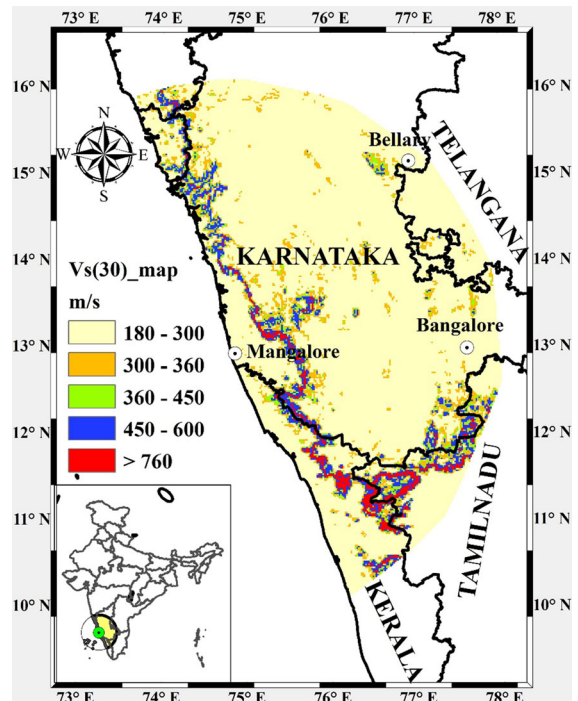 73° E 74° E 75° E 76° E 77° E 78° E
16° N 16° N
N
W E
S
Bellary
TELANGANA
15° N 15° N
14° N 14° N
KARNATAKA
Vs(30)_map
m/s
180 - 300
300 - 360
360 - 450
450 - 600
> 760
Bangalore
13° N 13° N
Mangalore
12° N 12° N
11° N 11° N
TAMILNADU
10° N 10° N
KERALA
73° E 74° E 75° E 76° E 77° E 78° E